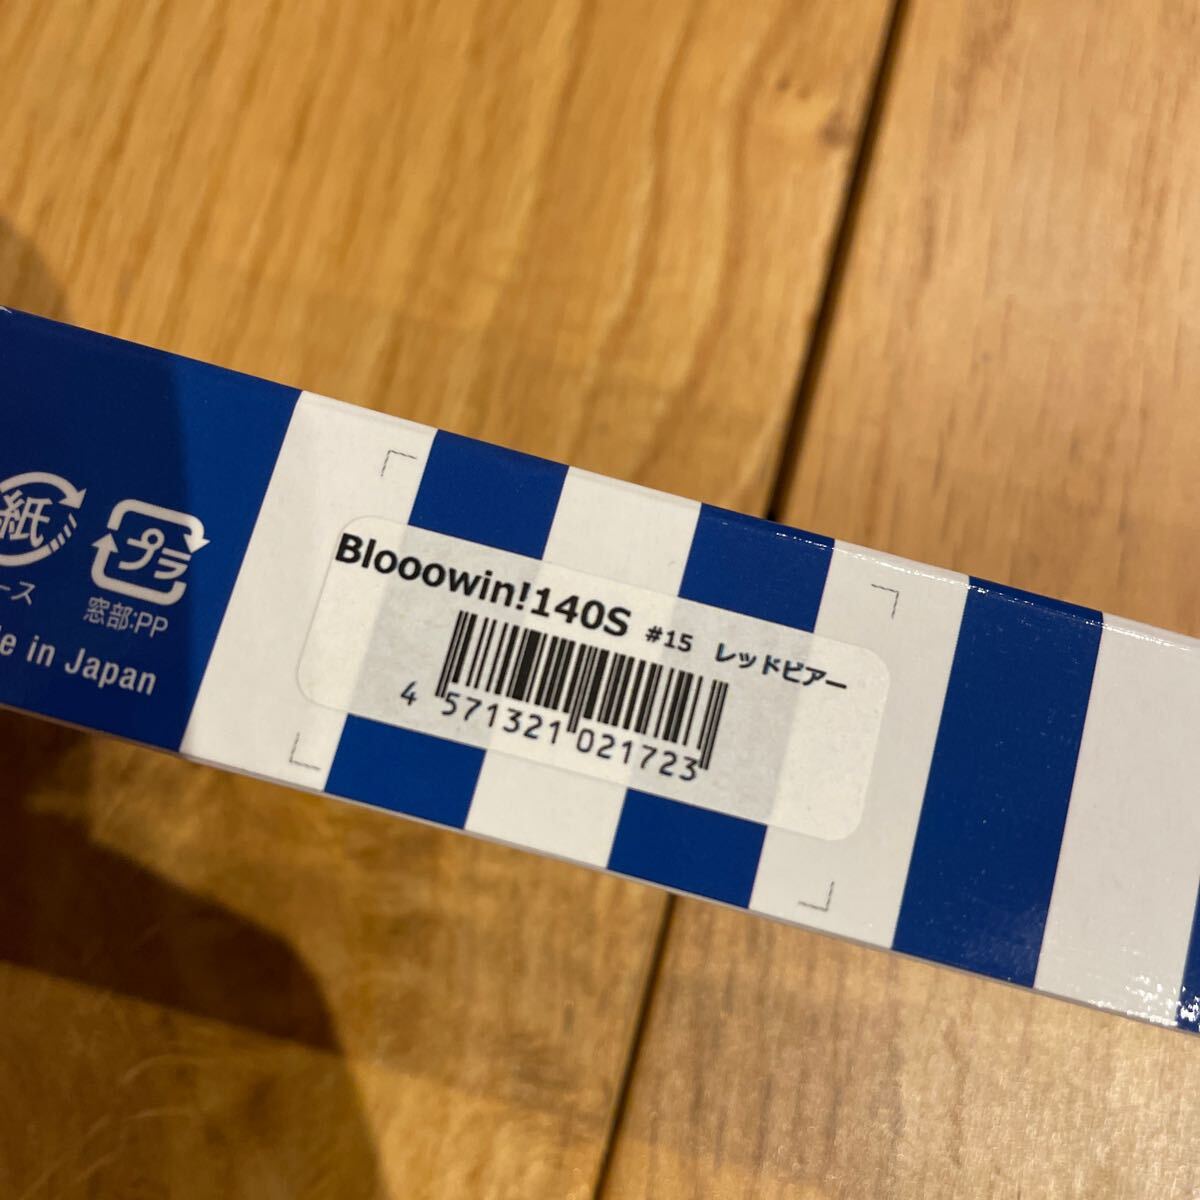 紙
ース
プラ
窓部:PP
e in Japan
Blooowin!140S #15 レッドビアー
4 571321 021723